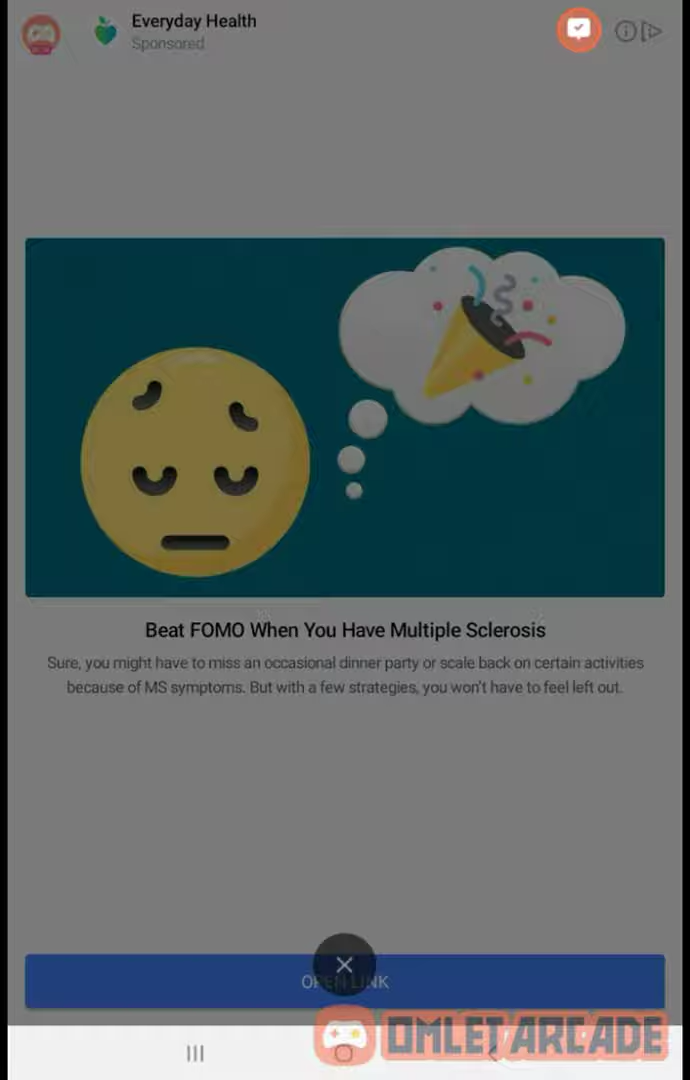 Everyday Health
Sponsored
Beat FOMO When You Have Multiple Sclerosis
Sure, you might have to miss an occasional dinner party or scale back on certain activities
because of MS symptoms. But with a few strategies, you won't have to feel left out.
OPEN LINK
OMLET ARCADE